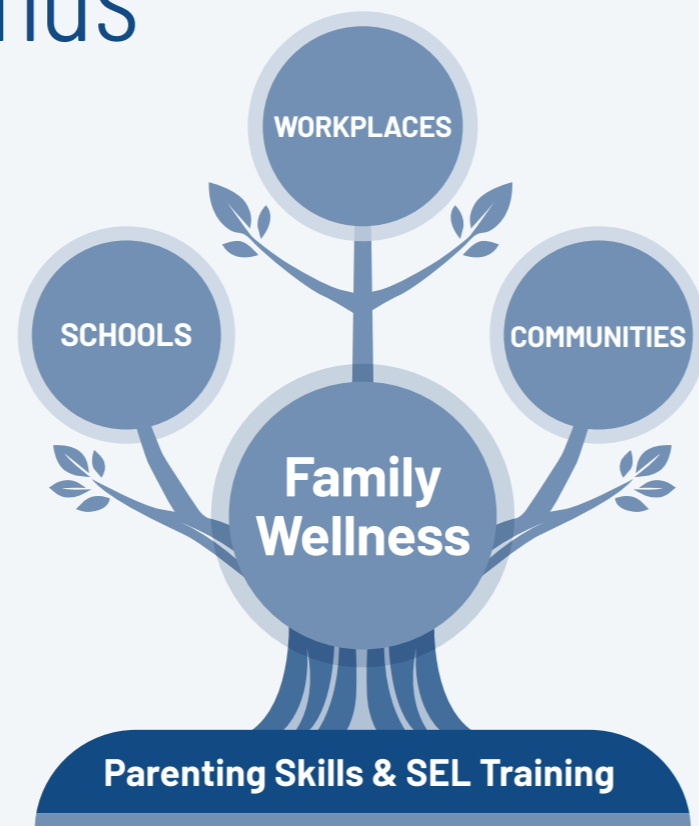 WORKPLACES
SCHOOLS
COMMUNITIES
Family
Wellness
Parenting Skills & SEL Training